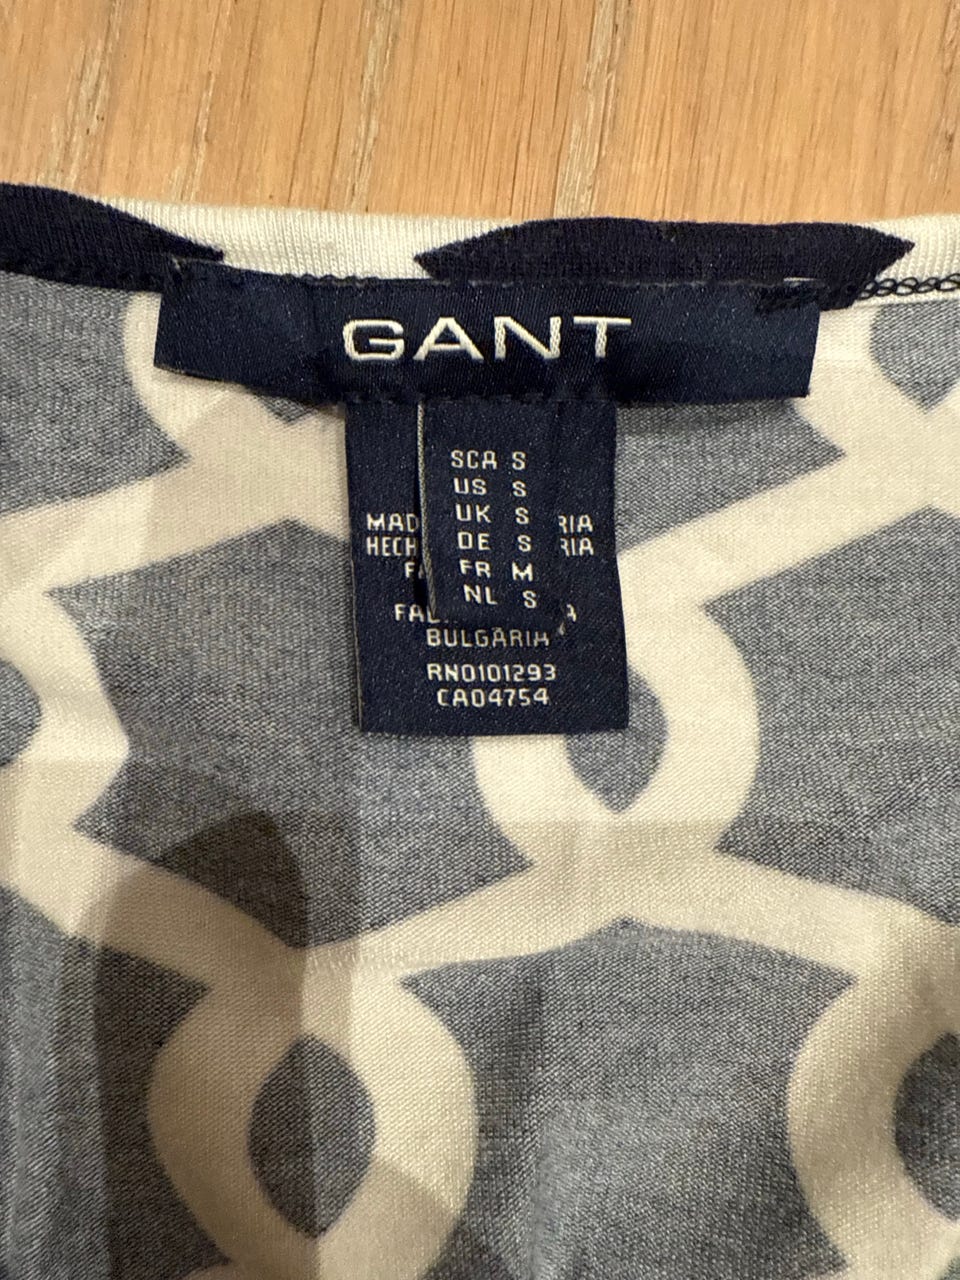 GANT
SCA S
US S
UK S
DE S
FR M
NL S
BULGARIA
RN0101293
CA04754